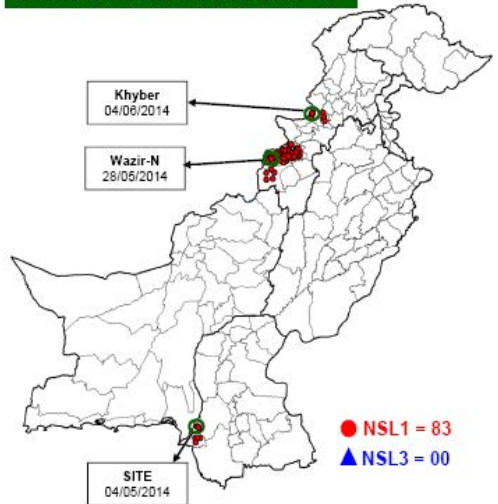 Khyber
04/06/2014
Wazir-N
28/05/2014
NSL1 = 83
NSL3 = 00
SITE
04/05/2014